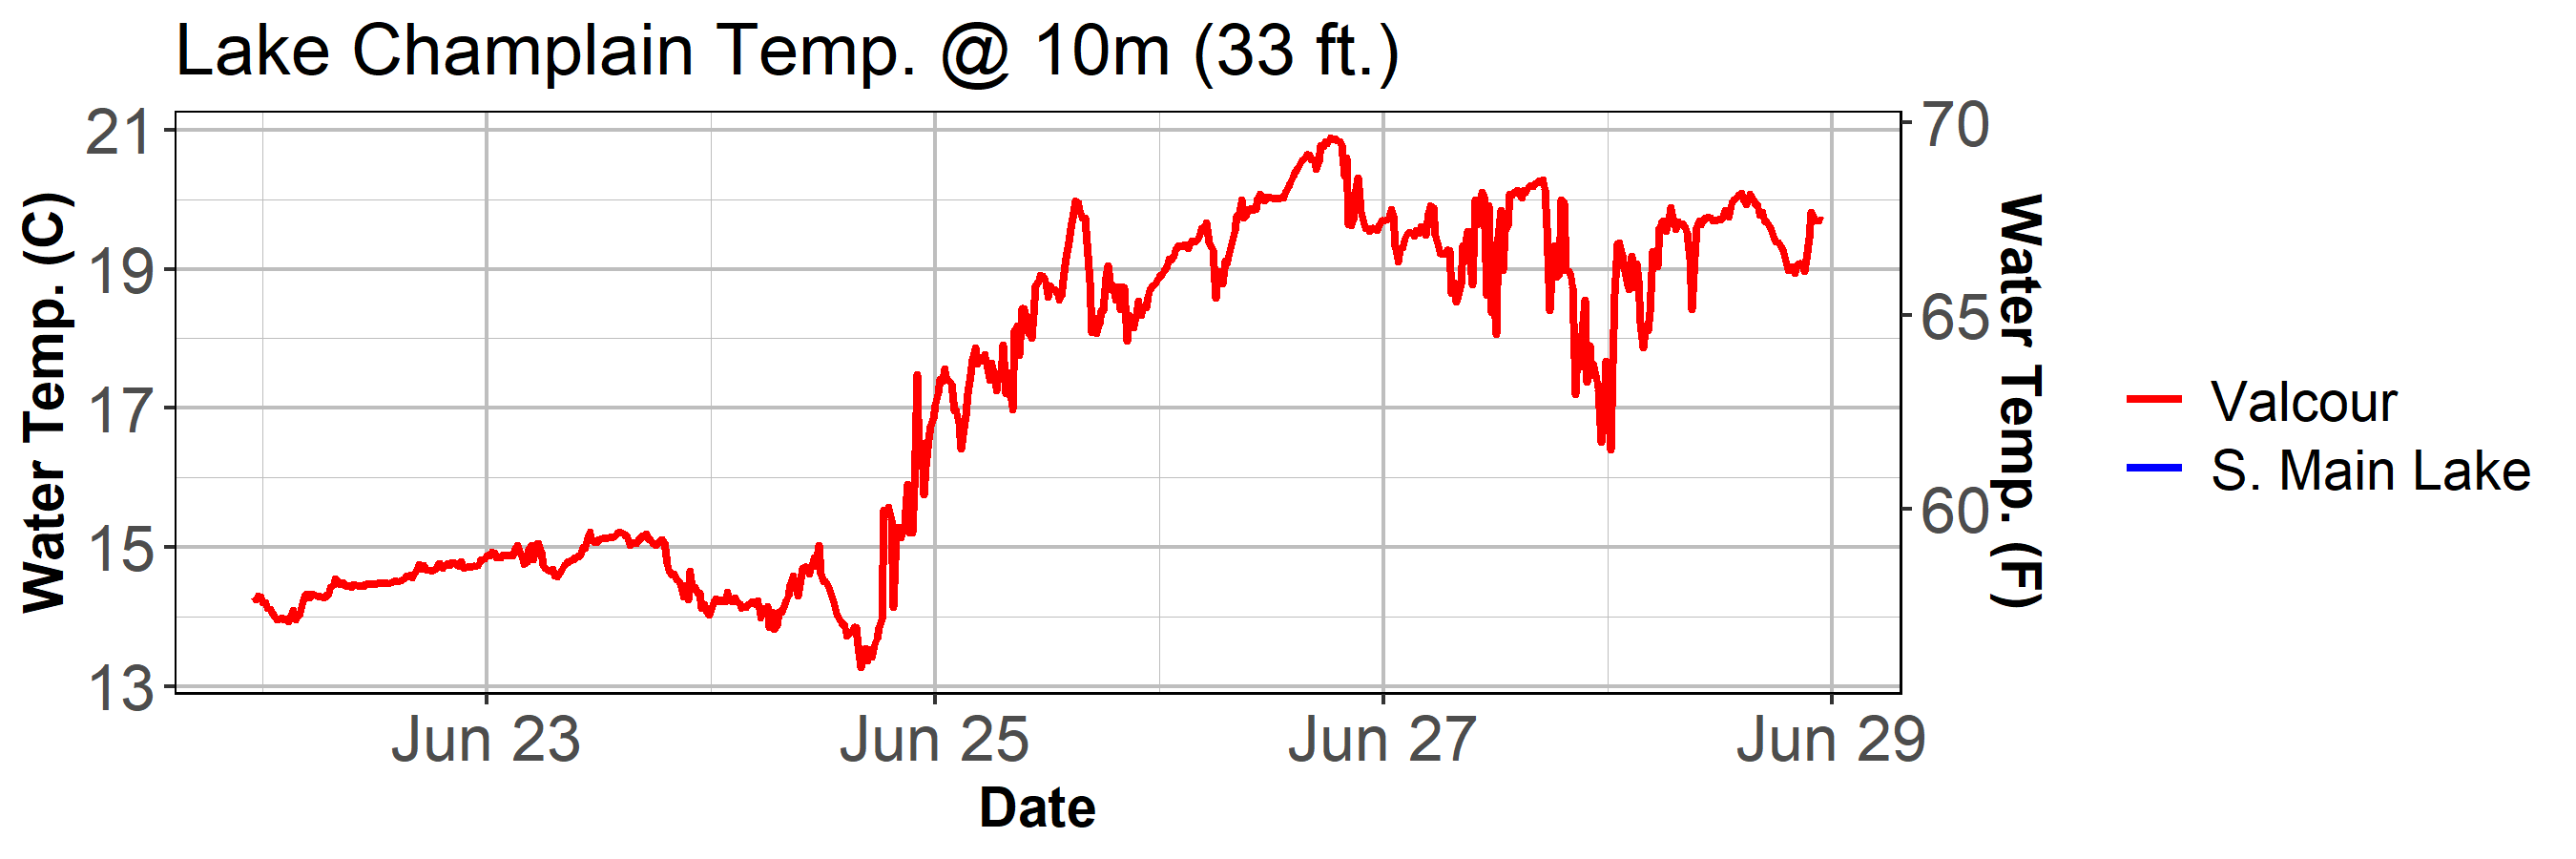 Lake Champlain Temp. @ 10m (33 ft.)
Water Temp. (C)
21
19
17
15
13
70
65
60
Water Temp. (F)
Jun 23
Jun 25
Jun 27
Jun 29
Date
Valcour
S. Main Lake